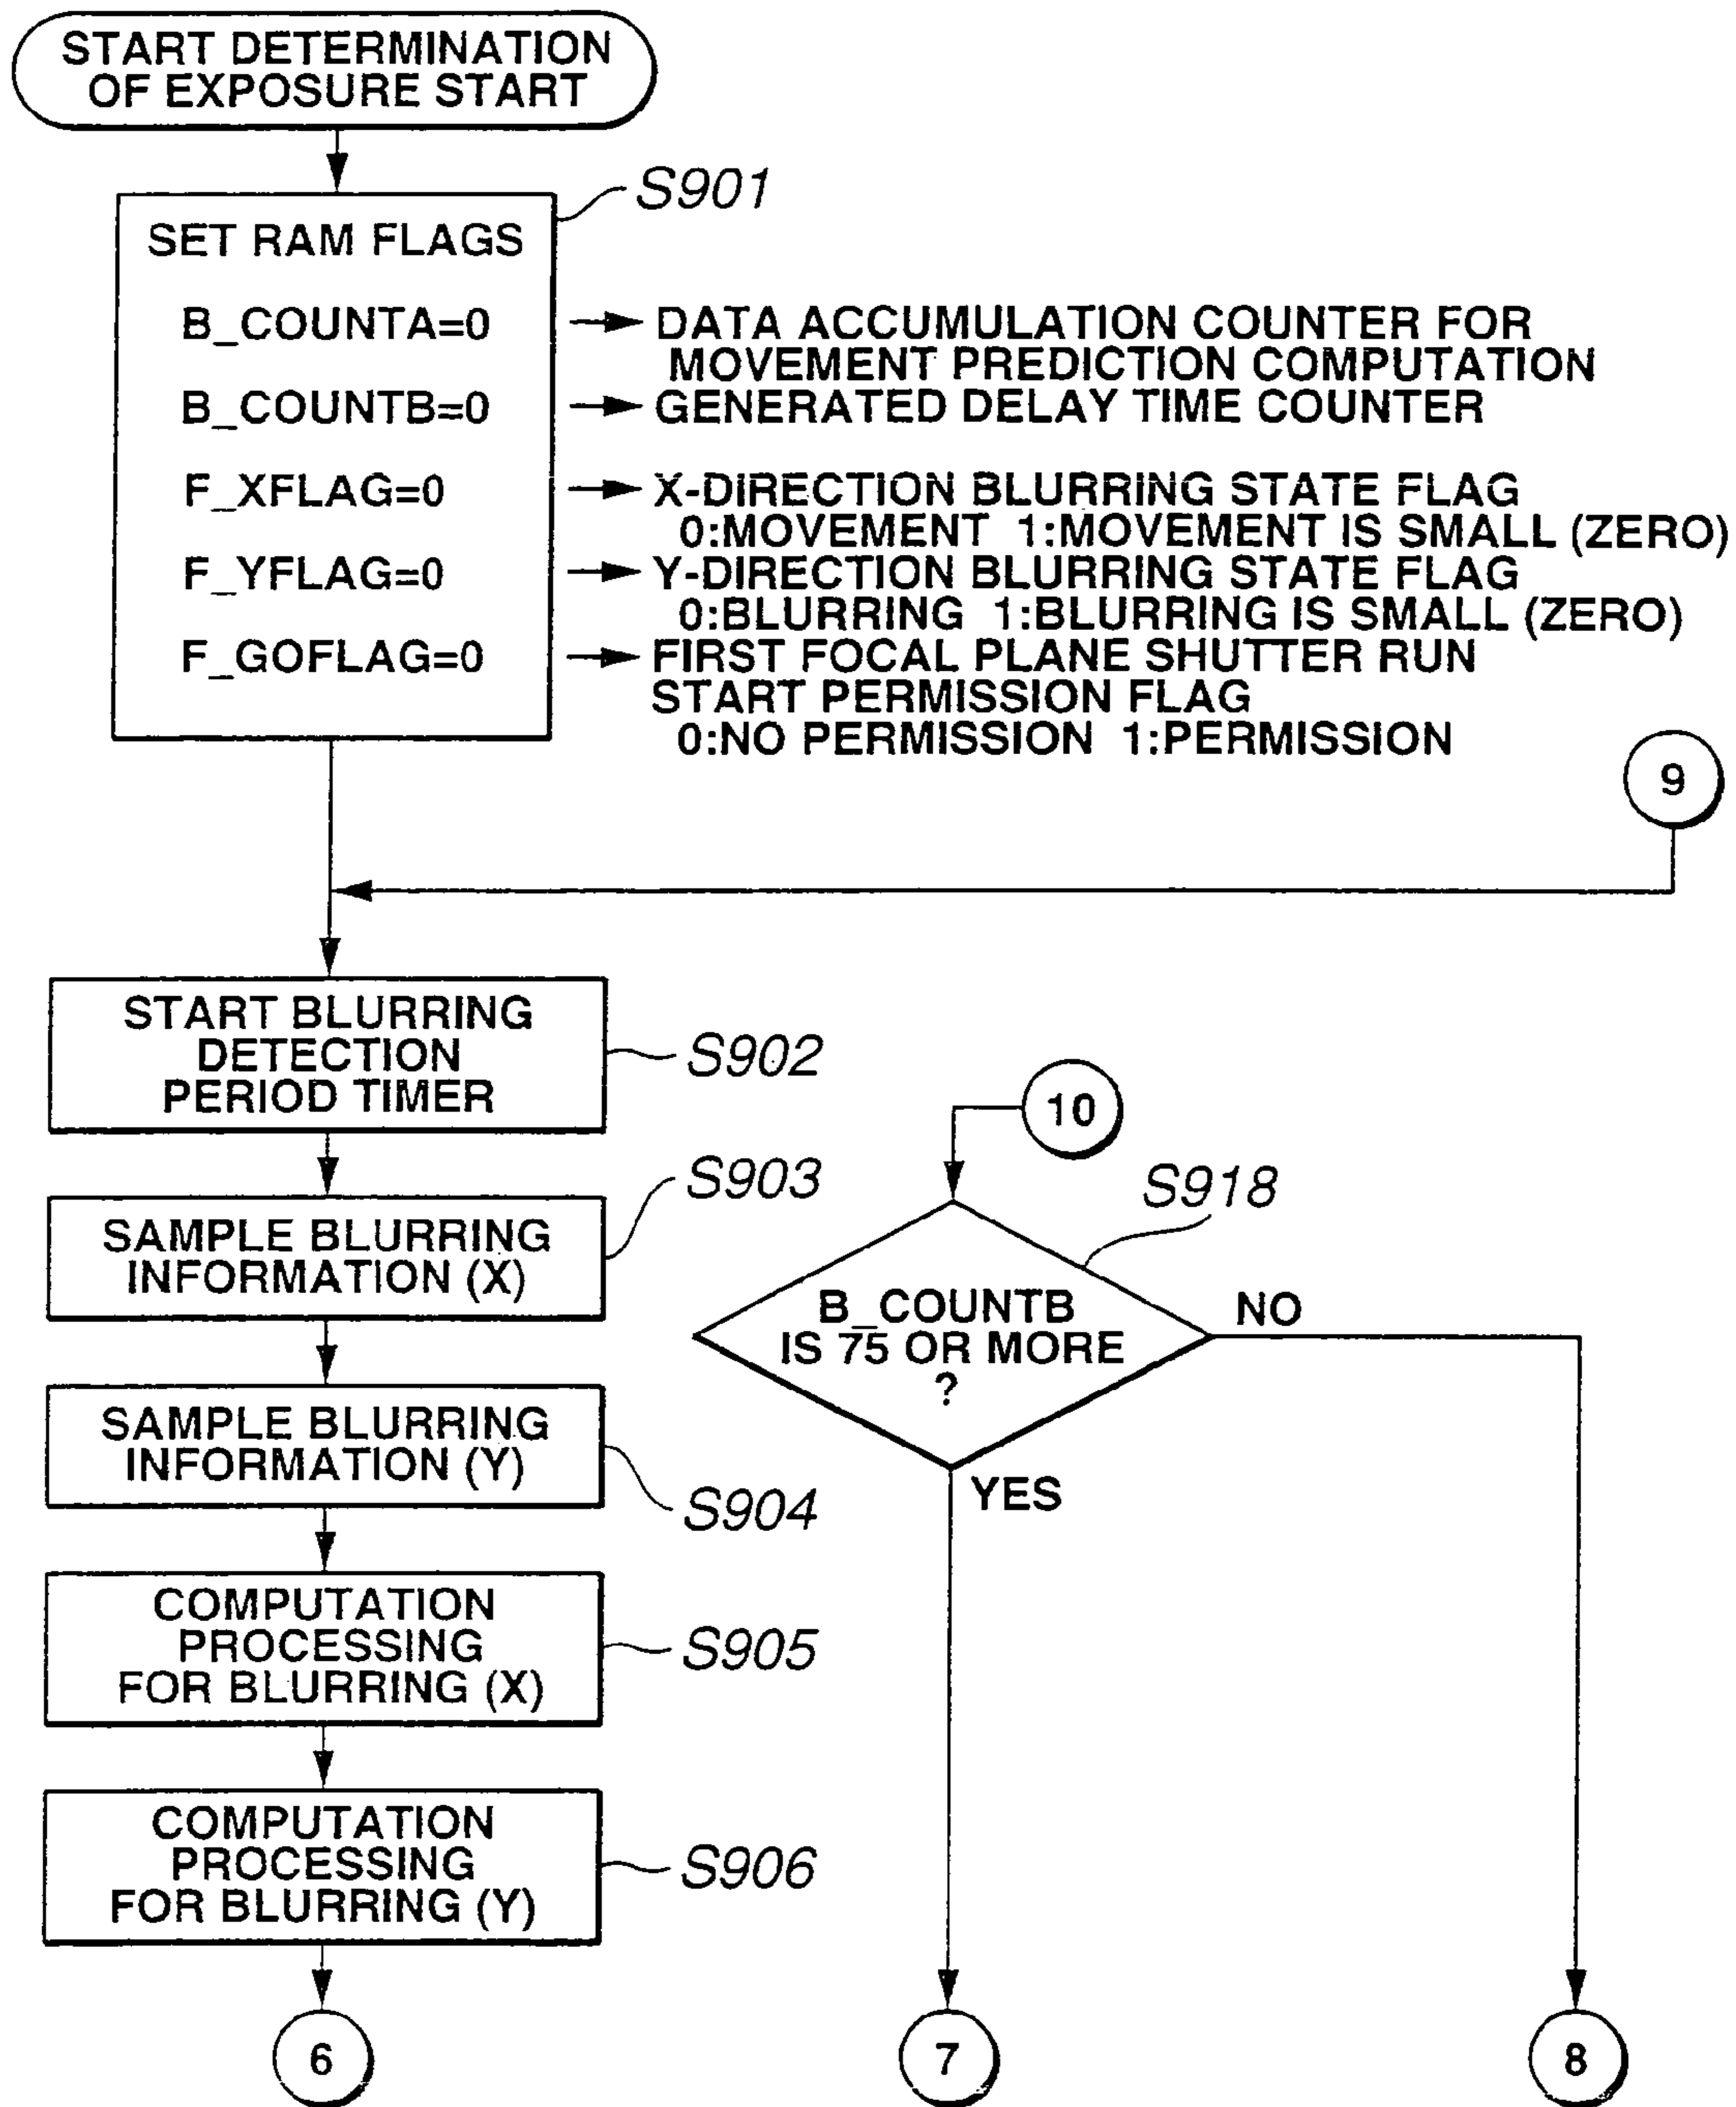 START DETERMINATION
OF EXPOSURE START
S901
SET RAM FLAGS
B_COUNTA=0
DATA ACCUMULATION COUNTER FOR
MOVEMENT PREDICTION COMPUTATION
B_COUNTB=0
GENERATED DELAY TIME COUNTER
F_XFLAG=0
X-DIRECTION BLURRING STATE FLAG
0:MOVEMENT 1:MOVEMENT IS SMALL (ZERO)
F_YFLAG=0
Y-DIRECTION BLURRING STATE FLAG
0:BLURRING 1:BLURRING IS SMALL (ZERO)
F_GOFLAG=0
FIRST FOCAL PLANE SHUTTER RUN
START PERMISSION FLAG
0:NO PERMISSION 1:PERMISSION
9
START BLURRING
DETECTION
PERIOD TIMER
S902
SAMPLE BLURRING
INFORMATION (X)
S903
SAMPLE BLURRING
INFORMATION (Y)
S904
COMPUTATION
PROCESSING
FOR BLURRING (X)
S905
COMPUTATION
PROCESSING
FOR BLURRING (Y)
S906
6
10
S918
B_COUNTB
IS 75 OR MORE
?
NO
YES
7
8